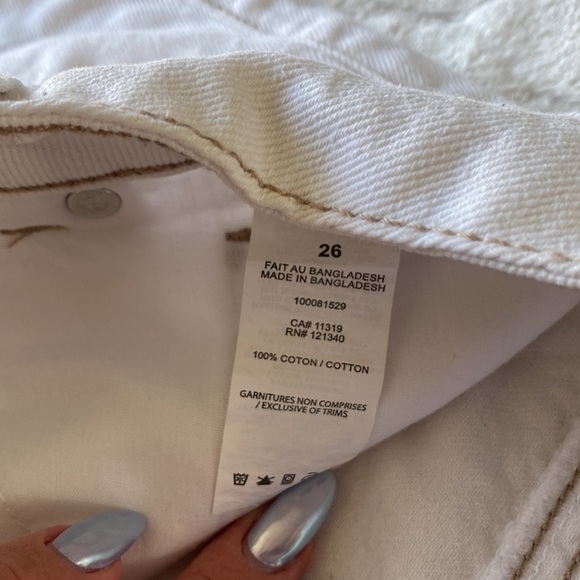 26
FAIT AU BANGLADESH
MADE IN BANGLADESH
100081529
CA# 11319
RN# 121340
100% COTON / COTTON
GARNITURES NON COMPRISES
/ EXCLUSIVE OF TRIMS